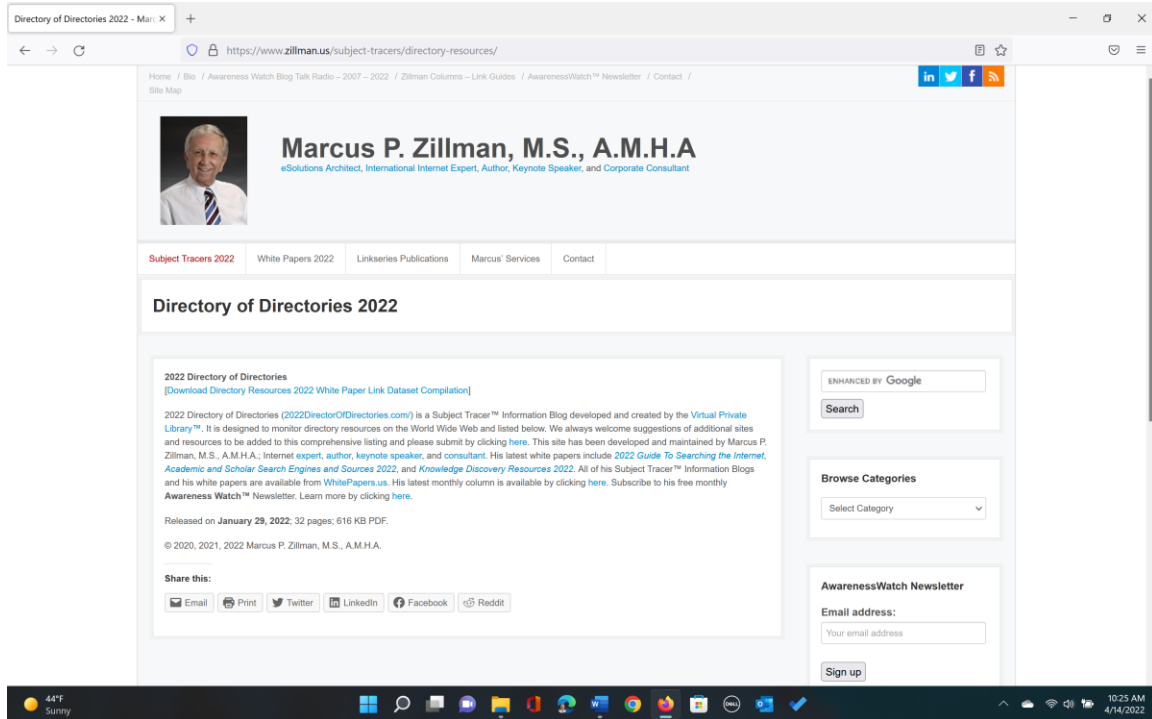 Directory of Directories 2022 - Marc
https://www.zillman.us/subject-tracers/directory-resources/
Home / Bio / Awareness Watch Blog Talk Radio – 2007 – 2022 / Zillman Columns – Link Guides / AwarenessWatch™ Newsletter / Contact /
Site Map
Marcus P. Zillman, M.S., A.M.H.A
eSolutions Architect, International Internet Expert, Author, Keynote Speaker, and Corporate Consultant
Subject Tracers 2022 White Papers 2022 Linkseries Publications Marcus' Services Contact
Directory of Directories 2022
2022 Directory of Directories
[Download Directory Resources 2022 White Paper Link Dataset Compilation]
2022 Directory of Directories (2022DirectorOfDirectories.com/) is a Subject Tracer™ Information Blog developed and created by the Virtual Private
Library™. It is designed to monitor directory resources on the World Wide Web and listed below. We always welcome suggestions of additional sites
and resources to be added to this comprehensive listing and please submit by clicking here. This site has been developed and maintained by Marcus P.
Zillman, M.S., A.M.H.A.; Internet expert, author, keynote speaker, and consultant. His latest white papers include 2022 Guide To Searching the Internet,
Academic and Scholar Search Engines and Sources 2022, and Knowledge Discovery Resources 2022. All of his Subject Tracer™ Information Blogs
and his white papers are available from WhitePapers.us. His latest monthly column is available by clicking here. Subscribe to his free monthly
Awareness Watch™ Newsletter. Learn more by clicking here.
Released on January 29, 2022; 32 pages; 616 KB PDF.
© 2020, 2021, 2022 Marcus P. Zillman, M.S., A.M.H.A.
Share this:
Email Print Twitter LinkedIn Facebook Reddit
ENHANCED BY Google
Search
Browse Categories
Select Category
AwarenessWatch Newsletter
Email address:
Your email address
Sign up
44°F
Sunny
DELL
10:25 AM
4/14/2022